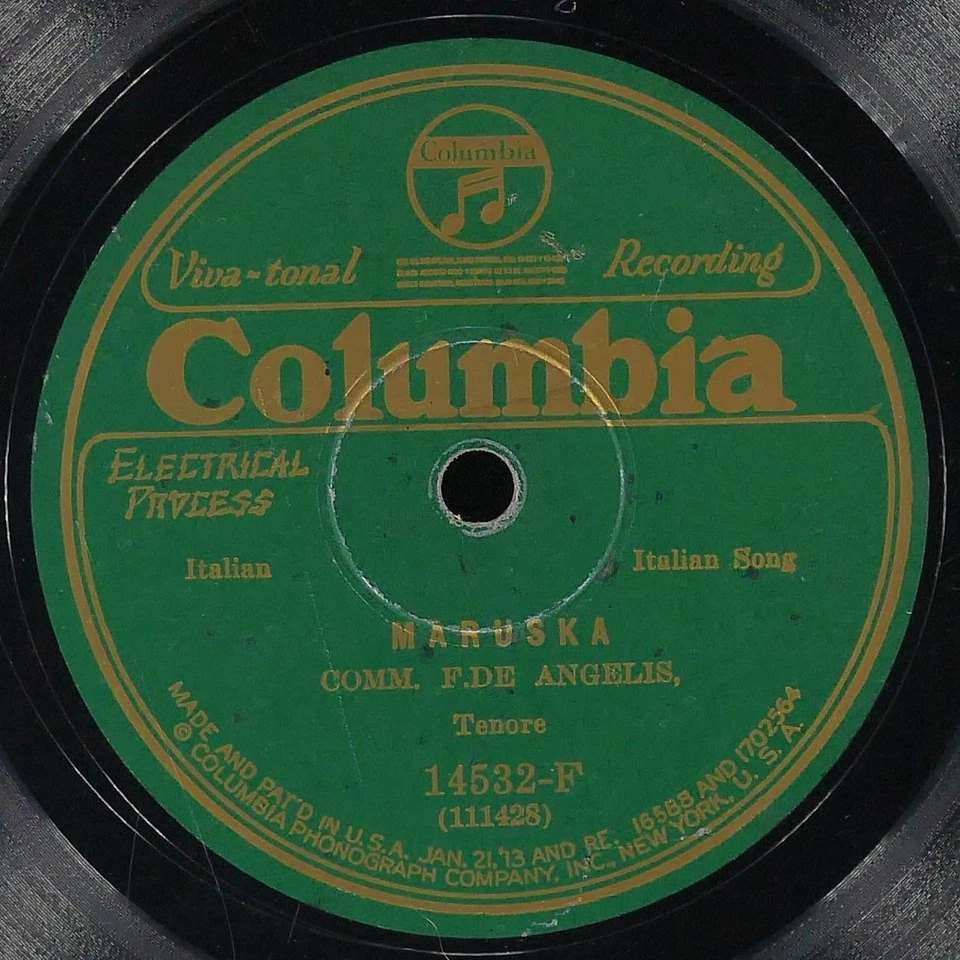 Columbia
Viva-tonal Recording
Columbia
ELECTRICAL
PROCESS
Italian Italian Song
MARUSKA
COMM. F.DE ANGELIS,
Tenore
14532-F
(111428)
MADE AND PAT'D IN U.S.A. JAN. 21,'13 AND RE. 16588 AND 1702564
© COLUMBIA PHONOGRAPH COMPANY, INC., NEW YORK, U. S. A.